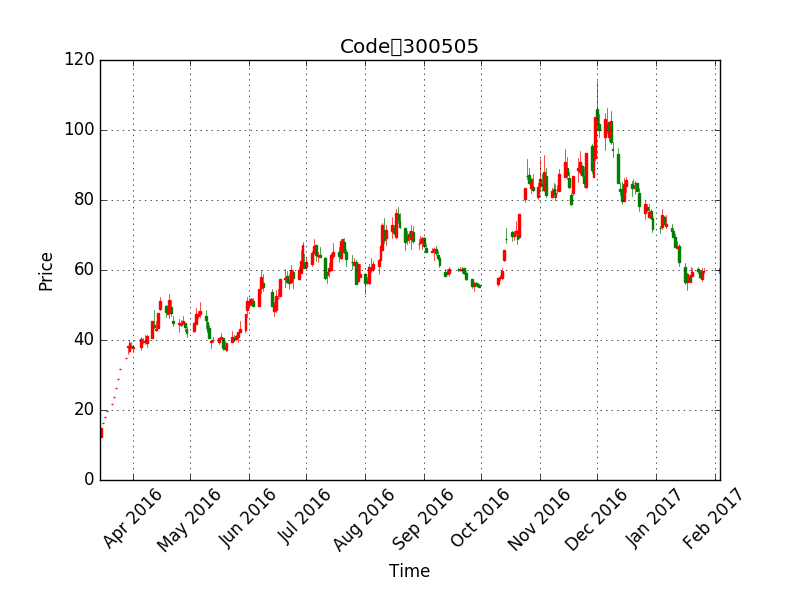 Code▯300505
120
100
80
60
40
20
0
Price
Apr 2016
May 2016
Jun 2016
Jul 2016
Aug 2016
Sep 2016
Oct 2016
Nov 2016
Dec 2016
Jan 2017
Feb 2017
Time